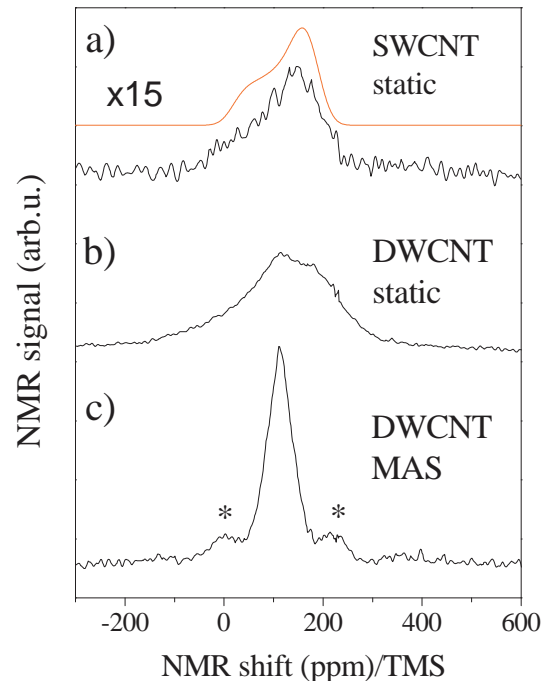 a)
SWCNT
static
x15
b)
DWCNT
static
c)
DWCNT
MAS
* *
NMR signal (arb.u.)
-200 0 200 400 600
NMR shift (ppm)/TMS